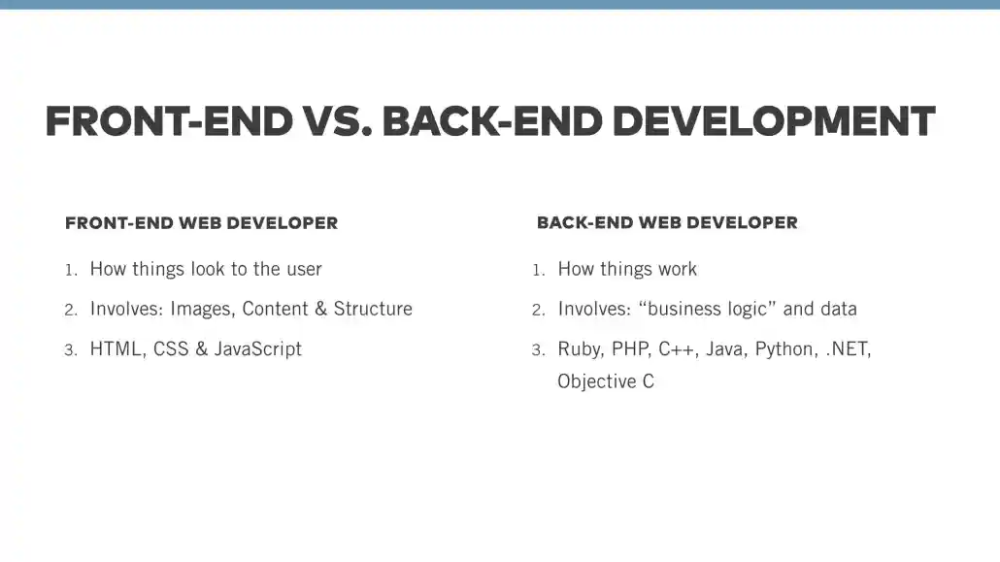 FRONT-END VS. BACK-END DEVELOPMENT
FRONT-END WEB DEVELOPER
1. How things look to the user
2. Involves: Images, Content & Structure
3. HTML, CSS & JavaScript
BACK-END WEB DEVELOPER
1. How things work
2. Involves: “business logic” and data
3. Ruby, PHP, C++, Java, Python, .NET,
Objective C